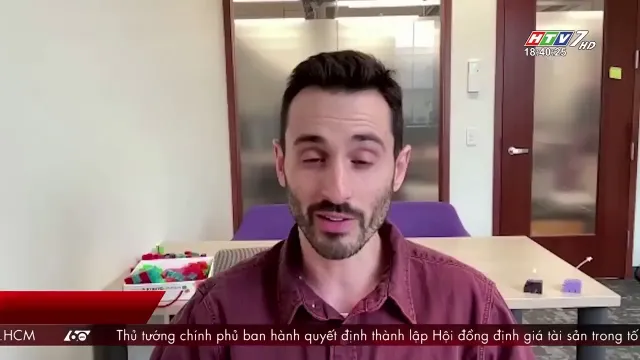 HTV7 HD
18:40:25
.HCM 60 Thủ tướng chính phủ ban hành quyết định thành lập Hội đồng định giá tài sản trong tố